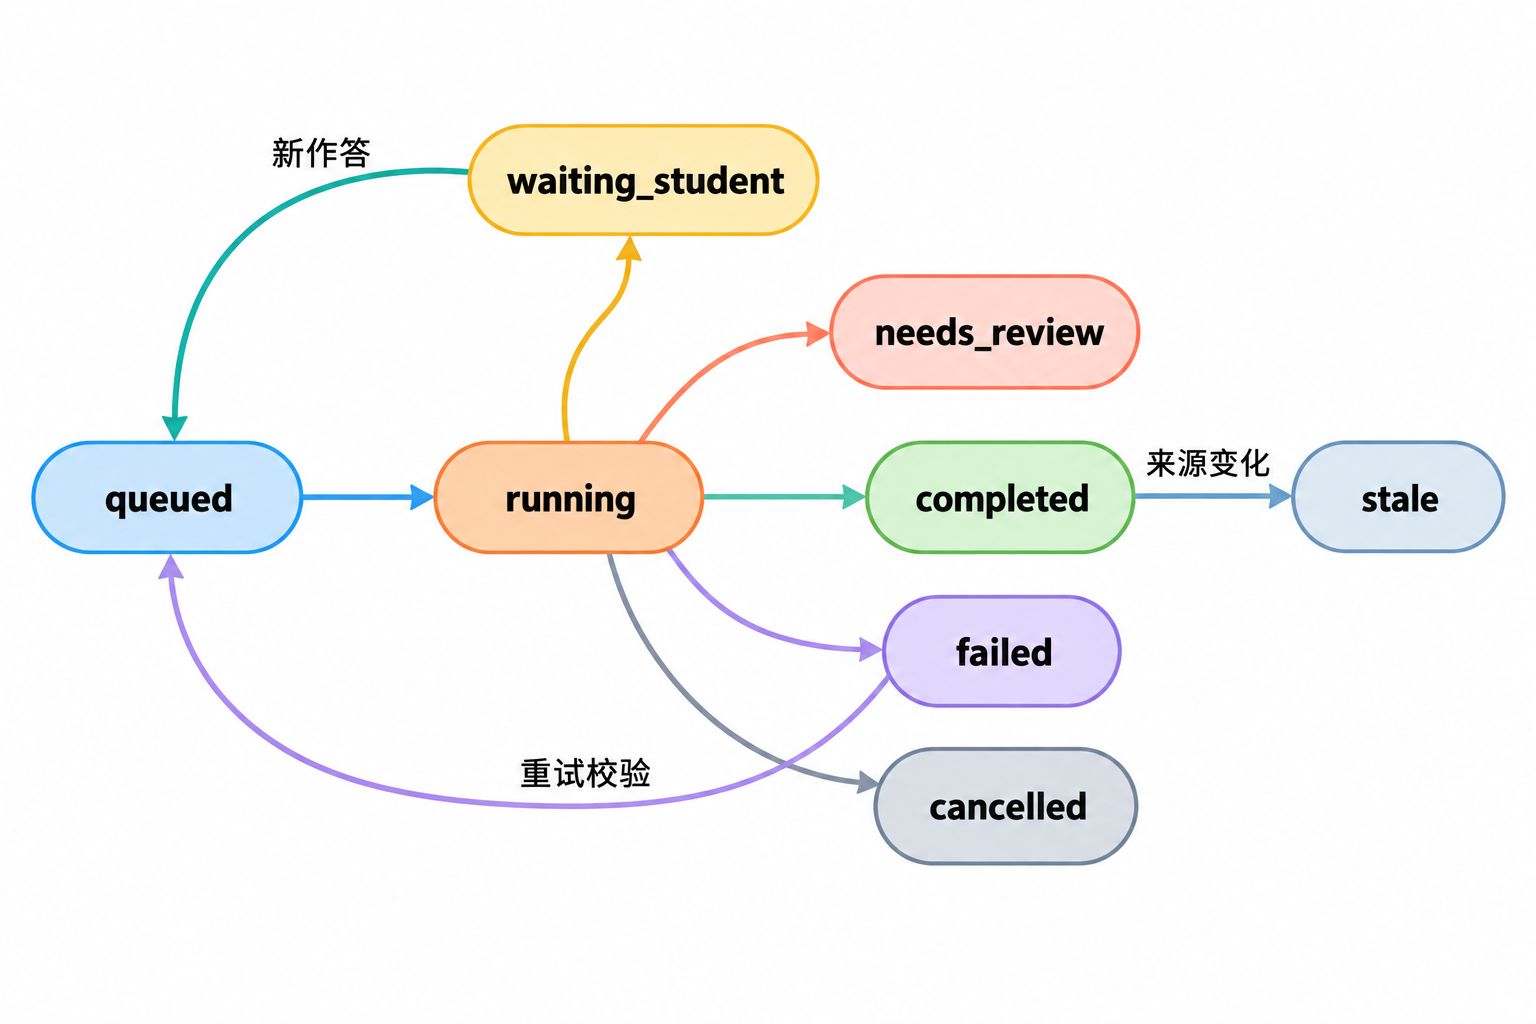 新作答
waiting_student
needs_review
queued
running
completed
来源变化
stale
failed
重试校验
cancelled